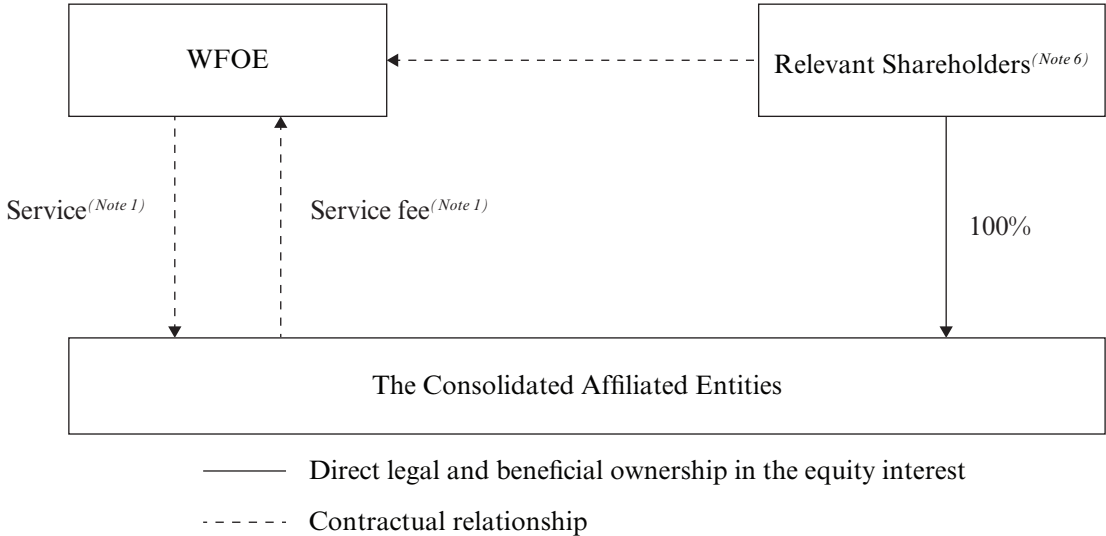 WFOE
Relevant Shareholders(Note 6)
Service(Note 1)
Service fee(Note 1)
100%
The Consolidated Affiliated Entities
Direct legal and beneficial ownership in the equity interest
Contractual relationship